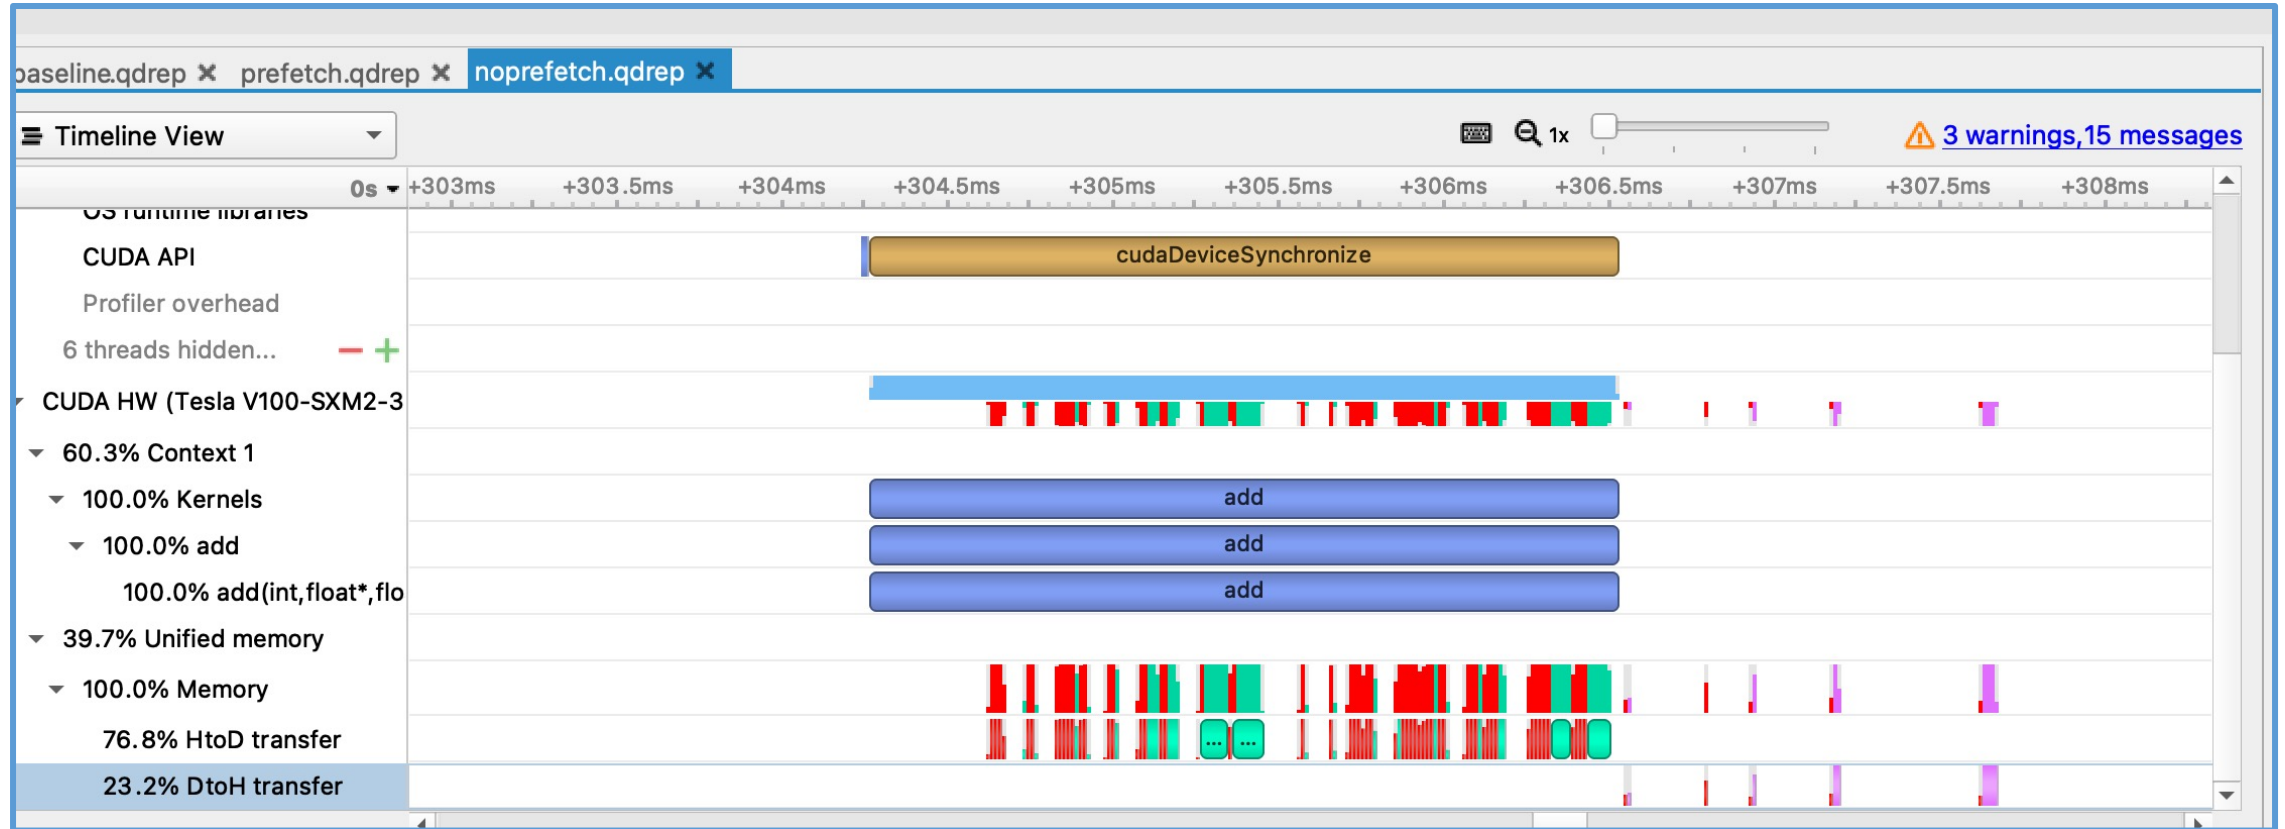 baseline.qdrep prefetch.qdrep noprefetch.qdrep
Timeline View 1x 3 warnings,15 messages
0s +303ms +303.5ms +304ms +304.5ms +305ms +305.5ms +306ms +306.5ms +307ms +307.5ms +308ms
OS runtime libraries
CUDA API cudaDeviceSynchronize
Profiler overhead
6 threads hidden...
CUDA HW (Tesla V100-SXM2-3
60.3% Context 1
100.0% Kernels add
100.0% add add
100.0% add(int,float*,flo add
39.7% Unified memory
100.0% Memory
76.8% HtoD transfer ... ...
23.2% DtoH transfer